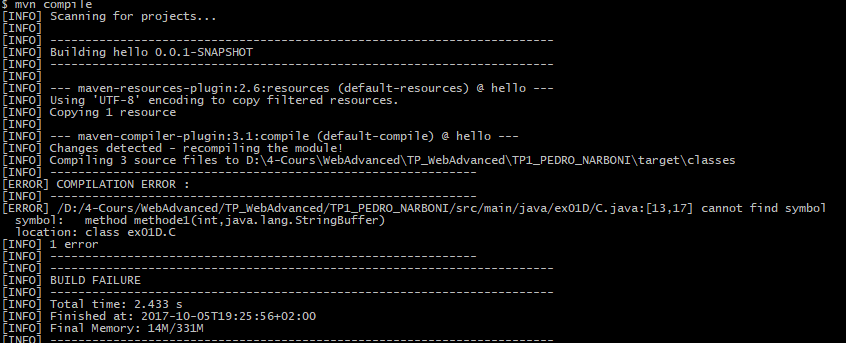 $ mvn compile
[INFO] Scanning for projects...
[INFO]
[INFO] ------------------------------------------------------------------------
[INFO] Building hello 0.0.1-SNAPSHOT
[INFO] ------------------------------------------------------------------------
[INFO]
[INFO] --- maven-resources-plugin:2.6:resources (default-resources) @ hello ---
[INFO] Using 'UTF-8' encoding to copy filtered resources.
[INFO] Copying 1 resource
[INFO]
[INFO] --- maven-compiler-plugin:3.1:compile (default-compile) @ hello ---
[INFO] Changes detected - recompiling the module!
[INFO] Compiling 3 source files to D:\4-Cours\WebAdvanced\TP_WebAdvanced\TP1_PEDRO_NARBONI\target\classes
[INFO] -------------------------------------------------------------
[ERROR] COMPILATION ERROR :
[INFO] -------------------------------------------------------------
[ERROR] /D:/4-Cours/WebAdvanced/TP_WebAdvanced/TP1_PEDRO_NARBONI/src/main/java/ex01D/C.java:[13,17] cannot find symbol
  symbol:   method methode1(int,java.lang.StringBuffer)
  location: class ex01D.C
[INFO] 1 error
[INFO] -------------------------------------------------------------
[INFO] ------------------------------------------------------------------------
[INFO] BUILD FAILURE
[INFO] ------------------------------------------------------------------------
[INFO] Total time: 2.433 s
[INFO] Finished at: 2017-10-05T19:25:56+02:00
[INFO] Final Memory: 14M/331M
[INFO] ------------------------------------------------------------------------